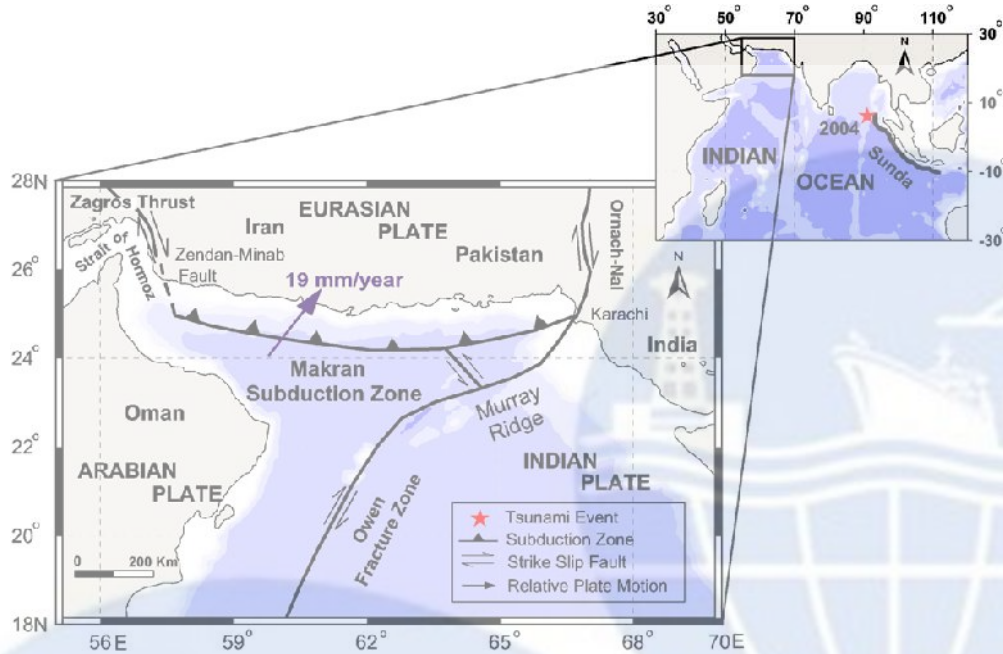 30° 50° 70° 90° 110°
30°
10°
-10°
-30
N
2004
INDIAN
OCEAN
Sunda
28N
26°
24°
22°
20°
18N
Zagros Thrust
Iran
EURASIAN
PLATE
Pakistan
Ornach-Nal
Strait of
Hormoz
Zendan-Minab
Fault
19 mm/year
N
Karachi
India
Makran
Subduction Zone
Murray
Ridge
Oman
ARABIAN
PLATE
INDIAN
PLATE
Owen
Fracture Zone
Tsunami Event
Subduction Zone
Strike Slip Fault
Relative Plate Motion
0 200 Km
56E 59° 62° 65° 68° 70E